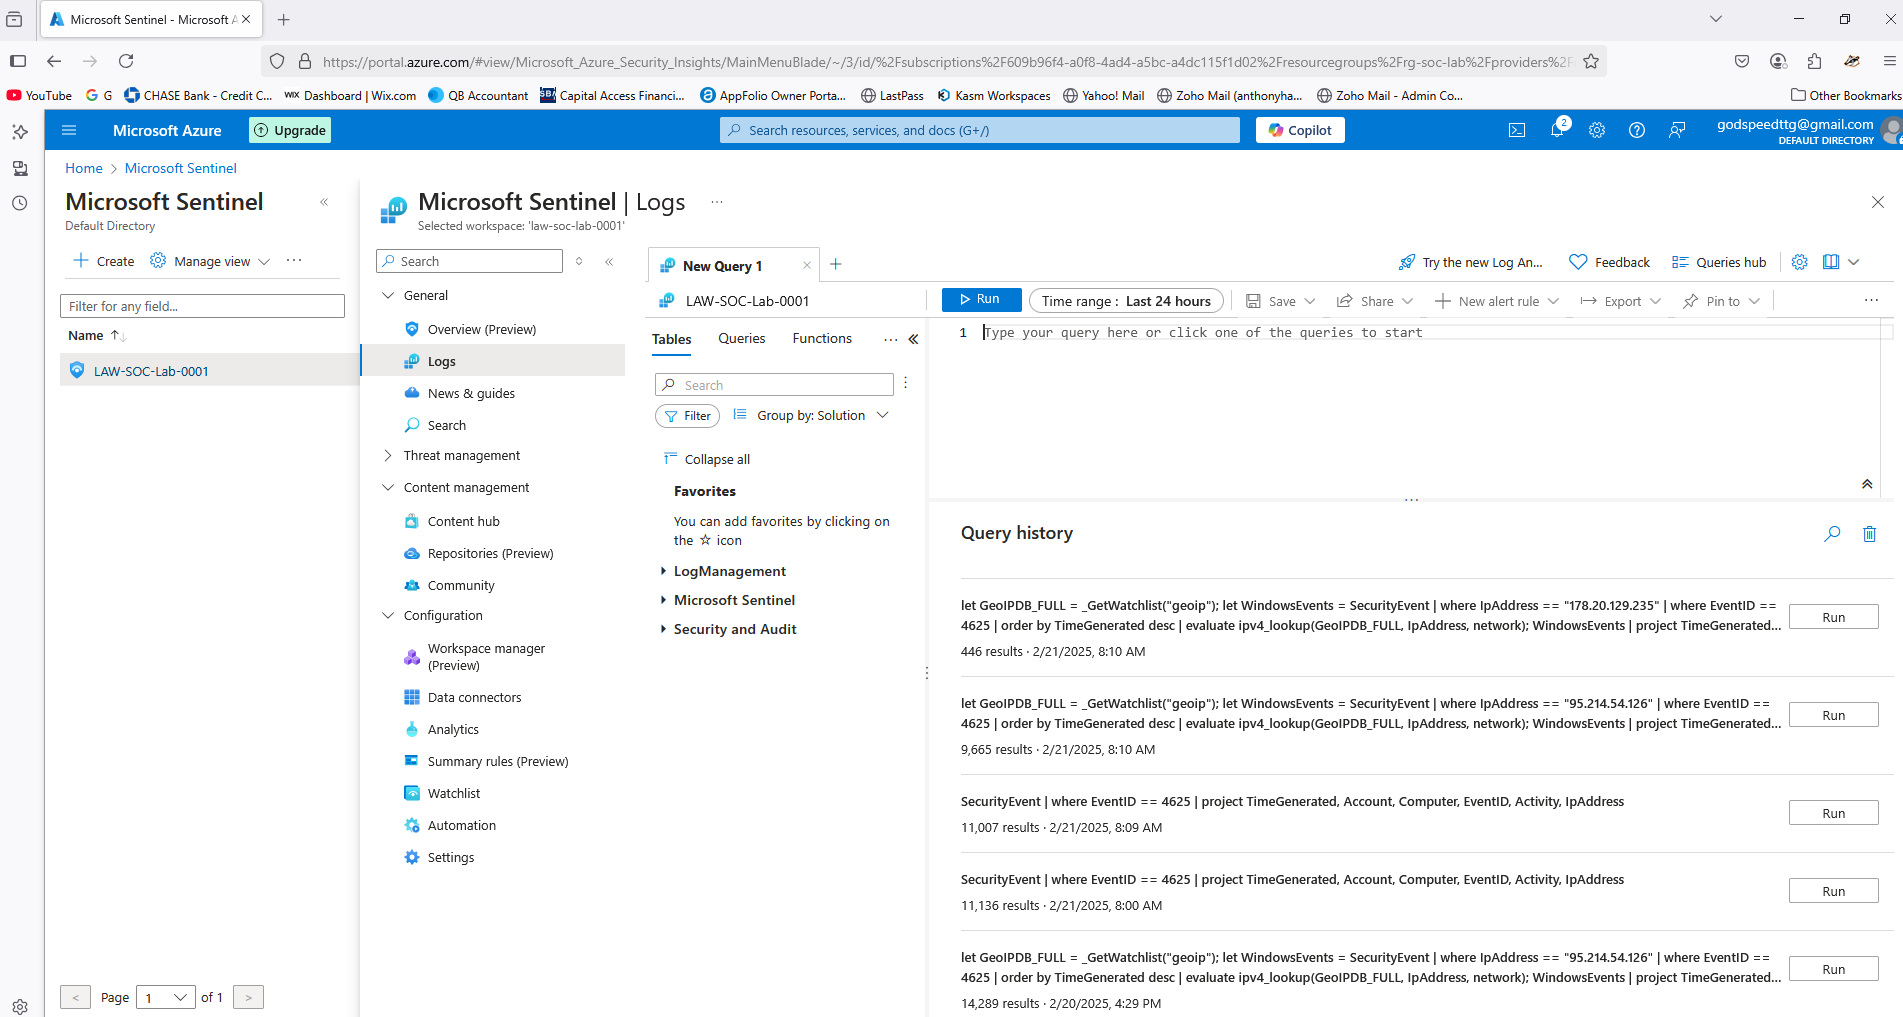 Microsoft Sentinel - Microsoft A
https://portal.azure.com/#view/Microsoft_Azure_Security_Insights/MainMenuBlade/~/3/id/%2Fsubscriptions%2F609b96f4-a0f8-4ad4-a5bc-a4dc115f1d02%2Fresourcegroups%2Frg-soc-lab%2Fproviders%2F
YouTube
G
CHASE Bank - Credit C...
WIX Dashboard | Wix.com
QB Accountant
SBA Capital Access Financi...
AppFolio Owner Porta...
LastPass
Kasm Workspaces
Yahoo! Mail
Zoho Mail (anthonyha...
Zoho Mail - Admin Co...
Other Bookmarks
Microsoft Azure
Upgrade
Search resources, services, and docs (G+/)
Copilot
2
godspeedttg@gmail.com
DEFAULT DIRECTORY
Home > Microsoft Sentinel
Microsoft Sentinel
Default Directory
Create
Manage view
Filter for any field...
Name
LAW-SOC-Lab-0001
< Page 1 of 1 >
Microsoft Sentinel | Logs
Selected workspace: 'law-soc-lab-0001'
Search
General
Overview (Preview)
Logs
News & guides
Search
Threat management
Content management
Content hub
Repositories (Preview)
Community
Configuration
Workspace manager
(Preview)
Data connectors
Analytics
Summary rules (Preview)
Watchlist
Automation
Settings
New Query 1
Try the new Log An...
Feedback
Queries hub
LAW-SOC-Lab-0001
Run
Time range : Last 24 hours
Save
Share
New alert rule
Export
Pin to
Tables
Queries
Functions
Search
Filter
Group by: Solution
Collapse all
Favorites
You can add favorites by clicking on
the ☆ icon
LogManagement
Microsoft Sentinel
Security and Audit
1 Type your query here or click one of the queries to start
Query history
let GeoIPDB_FULL = _GetWatchlist("geoip"); let WindowsEvents = SecurityEvent | where IpAddress == "178.20.129.235" | where EventID ==
4625 | order by TimeGenerated desc | evaluate ipv4_lookup(GeoIPDB_FULL, IpAddress, network); WindowsEvents | project TimeGenerated...
446 results · 2/21/2025, 8:10 AM
Run
let GeoIPDB_FULL = _GetWatchlist("geoip"); let WindowsEvents = SecurityEvent | where IpAddress == "95.214.54.126" | where EventID ==
4625 | order by TimeGenerated desc | evaluate ipv4_lookup(GeoIPDB_FULL, IpAddress, network); WindowsEvents | project TimeGenerated...
9,665 results · 2/21/2025, 8:10 AM
Run
SecurityEvent | where EventID == 4625 | project TimeGenerated, Account, Computer, EventID, Activity, IpAddress
11,007 results · 2/21/2025, 8:09 AM
Run
SecurityEvent | where EventID == 4625 | project TimeGenerated, Account, Computer, EventID, Activity, IpAddress
11,136 results · 2/21/2025, 8:00 AM
Run
let GeoIPDB_FULL = _GetWatchlist("geoip"); let WindowsEvents = SecurityEvent | where IpAddress == "95.214.54.126" | where EventID ==
4625 | order by TimeGenerated desc | evaluate ipv4_lookup(GeoIPDB_FULL, IpAddress, network); WindowsEvents | project TimeGenerated...
14,289 results · 2/20/2025, 4:29 PM
Run